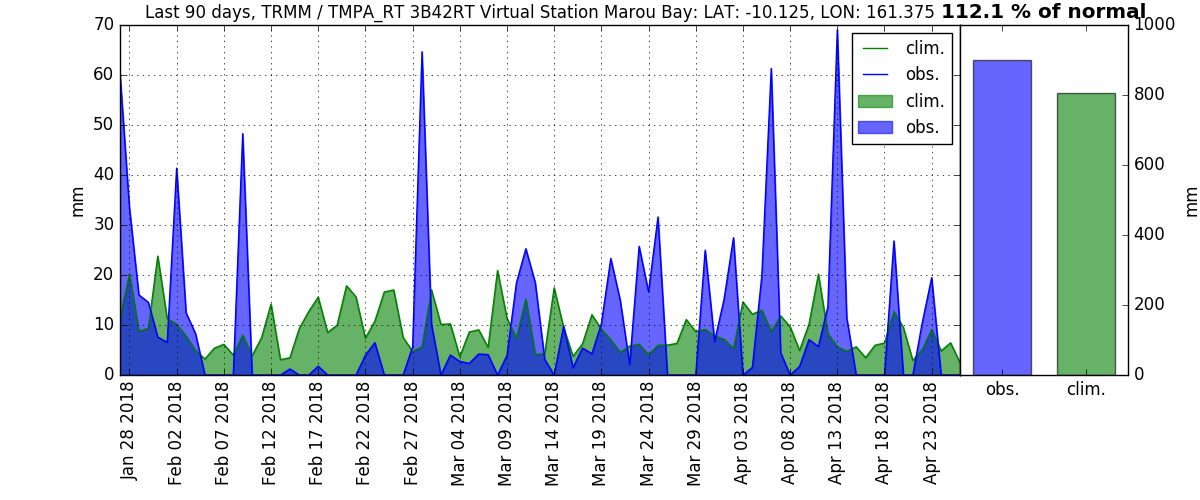 Last 90 days, TRMM / TMPA_RT 3B42RT Virtual Station Marou Bay: LAT: -10.125, LON: 161.375 112.1 % of normal
70
60
50
40
30
20
10
0
mm
clim.
obs.
clim.
obs.
Jan 28 2018
Feb 02 2018
Feb 07 2018
Feb 12 2018
Feb 17 2018
Feb 22 2018
Feb 27 2018
Mar 04 2018
Mar 09 2018
Mar 14 2018
Mar 19 2018
Mar 24 2018
Mar 29 2018
Apr 03 2018
Apr 08 2018
Apr 13 2018
Apr 18 2018
Apr 23 2018
1000
800
600
400
200
0
mm
obs.
clim.